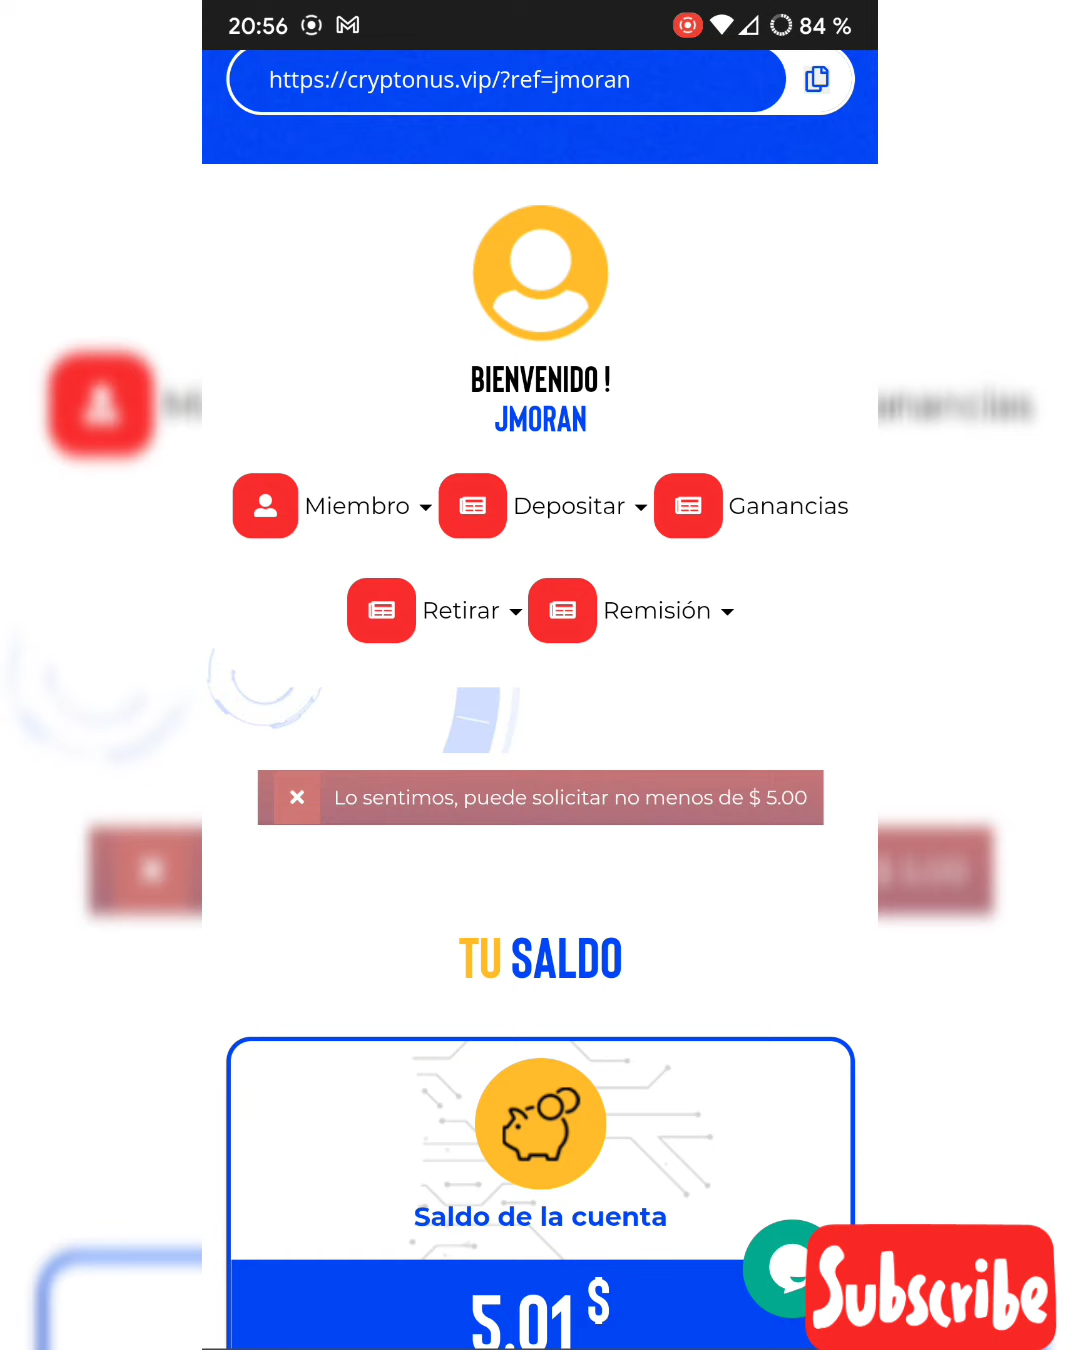 20:56 84 %
https://cryptonus.vip/?ref=jmoran
BIENVENIDO !
JMORAN
Miembro Depositar Ganancias
Retirar Remisión
Lo sentimos, puede solicitar no menos de $ 5.00
TU SALDO
Saldo de la cuenta
5.01 $
Subscribe